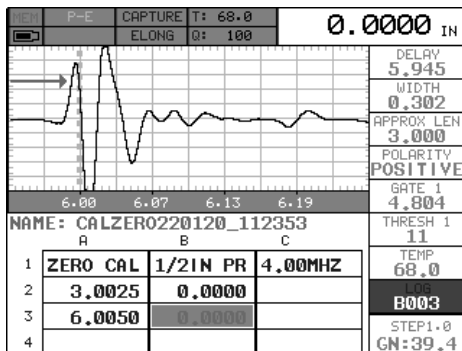 MEM P-E CAPTURE T: 68.0 0.0000 IN
ELONG Q: 100
DELAY
5.945
WIDTH
0.302
APPROX LEN
3.000
POLARITY
POSITIVE
GATE 1
4.804
THRESH 1
11
TEMP
68.0
LOG
B003
STEP1.0
GN:39.4
6.00 6.07 6.13 6.19
NAME: CALZERO220120_112353
A B C
1 ZERO CAL 1/2IN PR 4.00MHZ
2 3.0025 0.0000
3 6.0050 0.0000
4